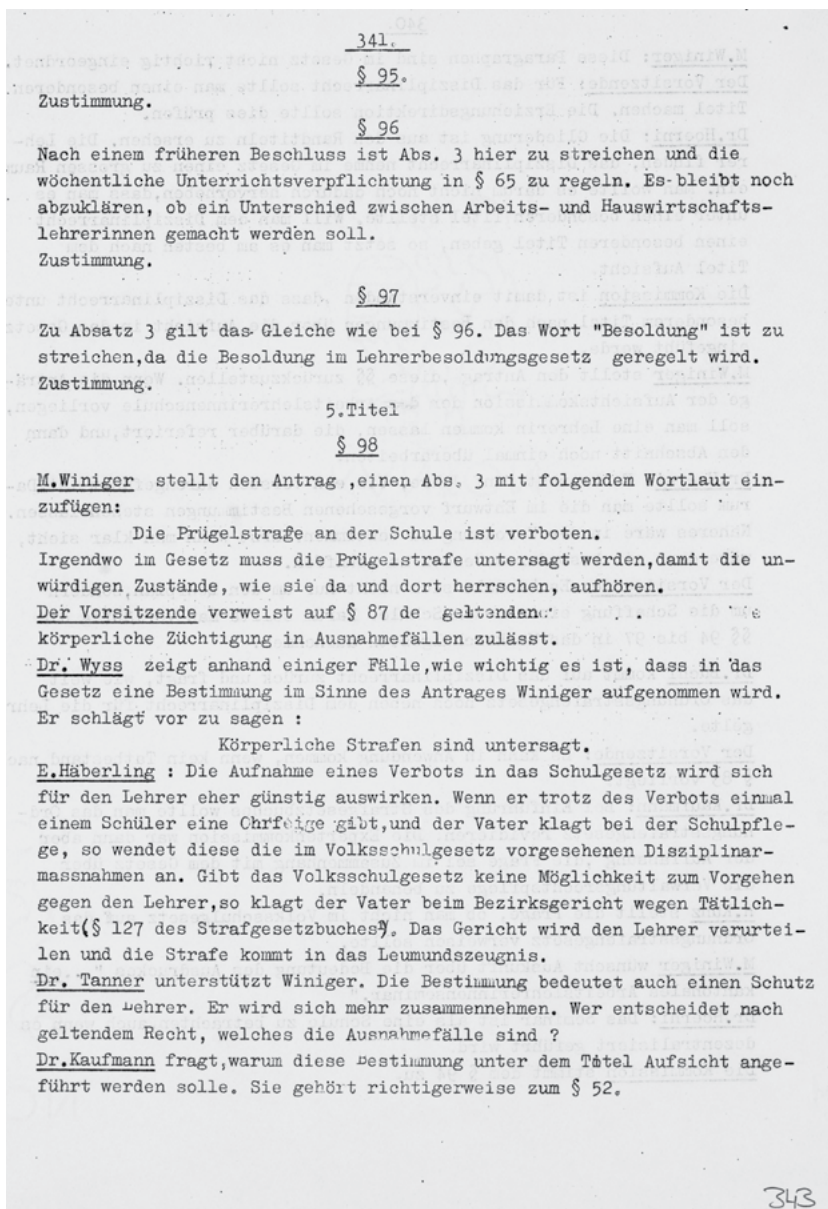 341.
§ 95.
Zustimmung.
§ 96
Nach einem früheren Beschluss ist Abs. 3 hier zu streichen und die
wöchentliche Unterrichtsverpflichtung in § 65 zu regeln. Es bleibt noch
abzuklären, ob ein Unterschied zwischen Arbeits- und Hauswirtschafts-
lehrerinnen gemacht werden soll.
Zustimmung.
§ 97
Zu Absatz 3 gilt das Gleiche wie bei § 96. Das Wort "Besoldung" ist zu
streichen,da die Besoldung im Lehrerbesoldungsgesetz geregelt wird.
Zustimmung.
5.Titel
§ 98
M.Winiger stellt den Antrag ,einen Abs. 3 mit folgendem Wortlaut ein-
zufügen:
Die Prügelstrafe an der Schule ist verboten.
Irgendwo im Gesetz muss die Prügelstrafe untersagt werden,damit die un-
würdigen Zustände, wie sie da und dort herrschen, aufhören.
Der Vorsitzende verweist auf § 87 de geltenden
körperliche Züchtigung in Ausnahmefällen zulässt.
Dr. Wyss zeigt anhand einiger Fälle,wie wichtig es ist, dass in das
Gesetz eine Bestimmung im Sinne des Antrages Winiger aufgenommen wird.
Er schlägt vor zu sagen :
Körperliche Strafen sind untersagt.
E.Häberling : Die Aufnahme eines Verbots in das Schulgesetz wird sich
für den Lehrer eher günstig auswirken. Wenn er trotz des Verbots einmal
einem Schüler eine Ohrfeige gibt,und der Vater klagt bei der Schulpfle-
ge, so wendet diese die im Volksschulgesetz vorgesehenen Disziplinar-
massnahmen an. Gibt das Volksschulgesetz keine Möglichkeit zum Vorgehen
gegen den Lehrer,so klagt der Vater beim Bezirksgericht wegen Tätlich-
keit(§ 127 des Strafgesetzbuches). Das Gericht wird den Lehrer verurtei-
len und die Strafe kommt in das Leumundszeugnis.
Dr. Tanner unterstützt Winiger. Die Bestimmung bedeutet auch einen Schutz
für den Lehrer. Er wird sich mehr zusammennehmen. Wer entscheidet nach
geltendem Recht, welches die Ausnahmefälle sind ?
Dr.Kaufmann fragt,warum diese Bestimmung unter dem Titel Aufsicht ange-
führt werden solle. Sie gehört richtigerweise zum § 52.
343